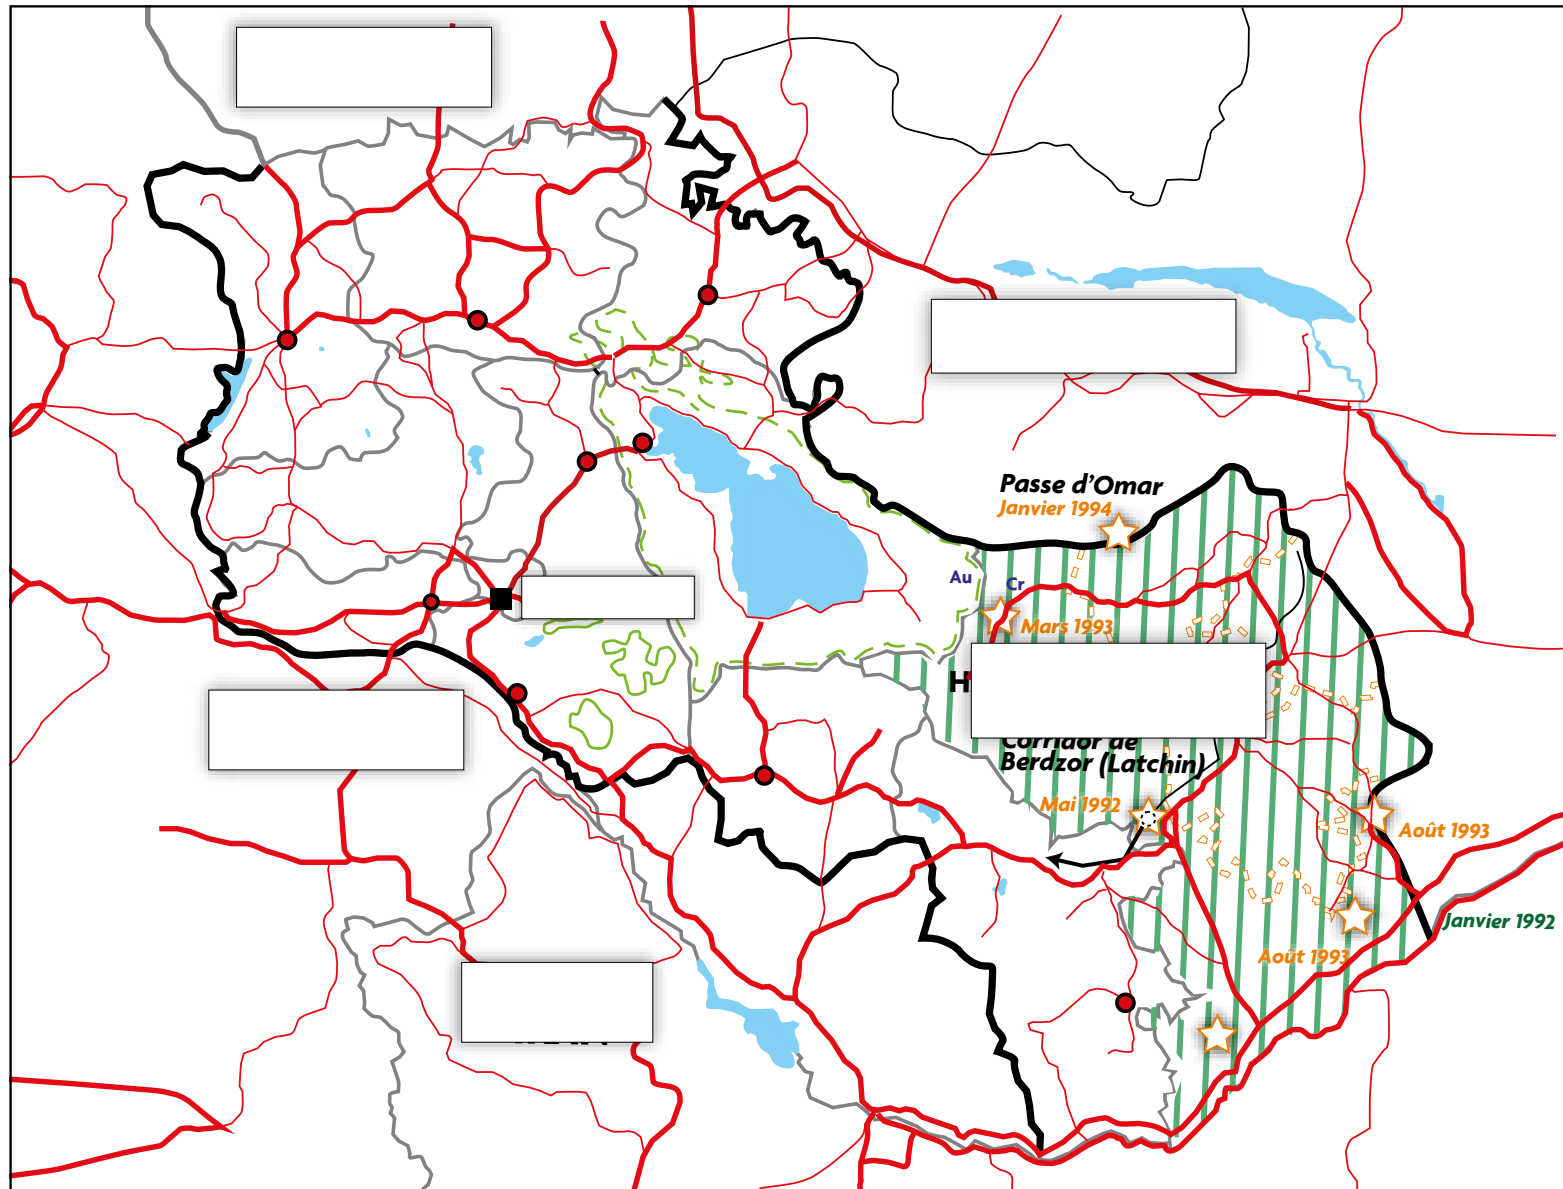 Passe d'Omar
Janvier 1994
Au
Cr
Mars 1993
H
Corridor de
Berdzor (Latchin)
Mai 1992
Août 1993
Janvier 1992
Août 1993